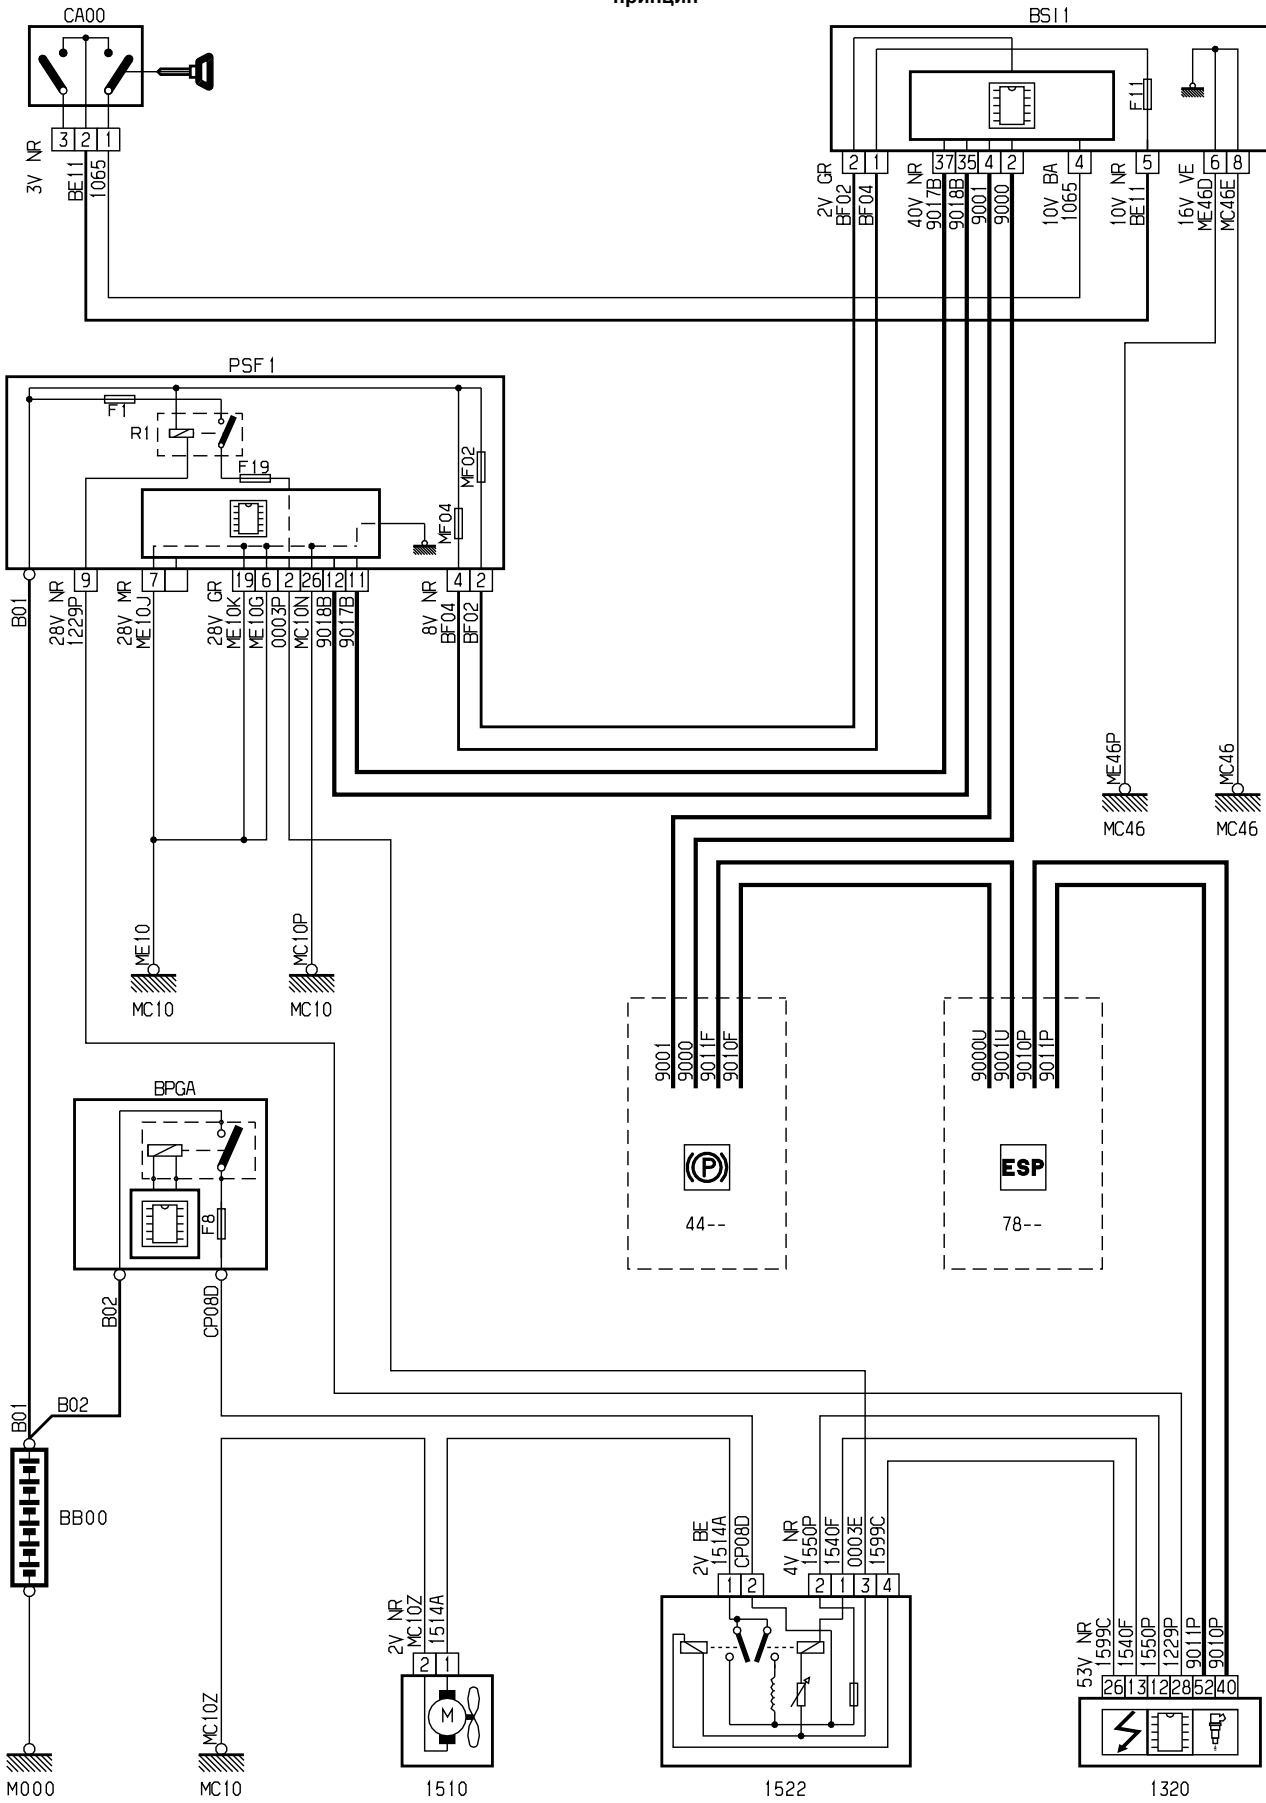 принцип
CA00
BSI1
F11
3 2 1
3V NR
BE11
1065
2 1 37 35 4 2 4 5 6 8
2V GR
BF02
BF04
40V NR
9017B
9018B
9001
9000
10V BA
1065
10V NR
BE11
16V VE
ME46D
MC46E
PSF1
F1
R1
F19
MF02
MF04
9 7 19 6 2 26 12 11 4 2
B01
28V NR
1229P
28V MR
ME10J
28V GR
ME10K
ME10G
0003P
MC10N
9018B
9017B
8V NR
BF04
BF02
ME46P
MC46
MC46
MC46
ME10
MC10P
MC10
MC10
9001
9000
9011F
9010F
9000U
9001U
9010P
9011P
BPGA
F8
P
ESP
44--
78--
B02
CP08D
B01
B02
BB00
2V BE
1514A
CP08D
4V NR
1550P
1540F
0003E
1599C
1 2 2 1 3 4
2V NR
MC10Z
1514A
2 1
M
53V NR
1599C
1540F
1550P
1229P
9011P
9010P
26 13 12 28 52 40
MC10Z
M000
MC10
1510
1522
1320